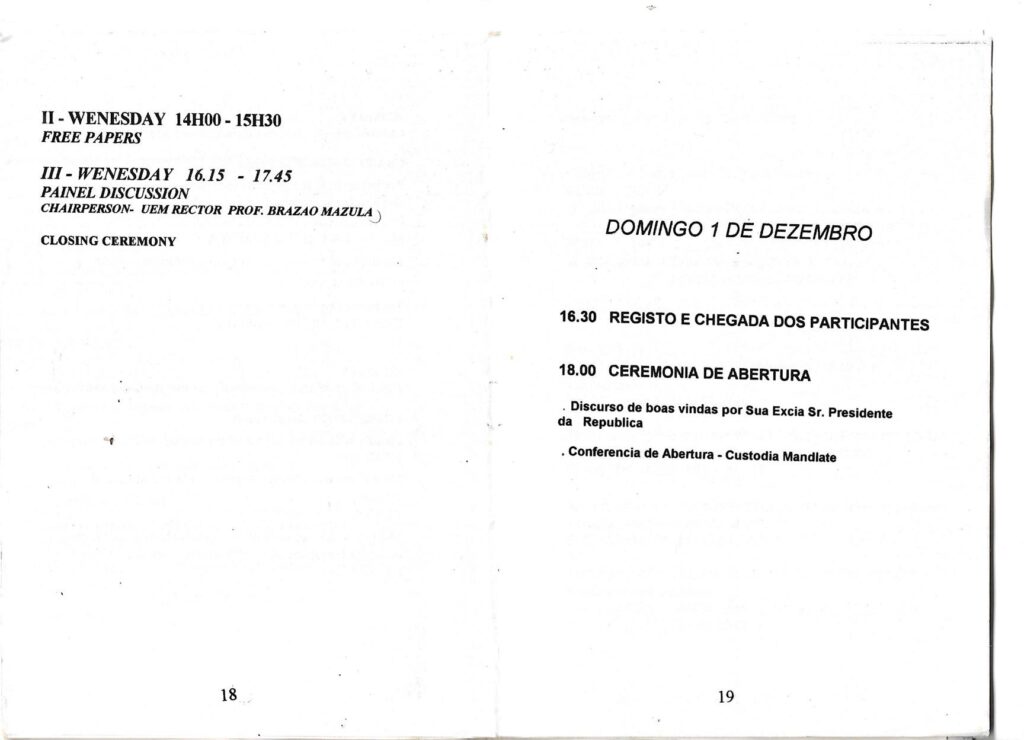 II - WENESDAY 14H00 - 15H30
FREE PAPERS
III - WENESDAY 16.15 - 17.45
PAINEL DISCUSSION
CHAIRPERSON- UEM RECTOR PROF. BRAZAO MAZULA )
CLOSING CEREMONY
18
DOMINGO 1 DE DEZEMBRO
16.30 REGISTO E CHEGADA DOS PARTICIPANTES
18.00 CEREMONIA DE ABERTURA
. Discurso de boas vindas por Sua Excia Sr. Presidente
da Republica
. Conferencia de Abertura - Custodia Mandlate
19